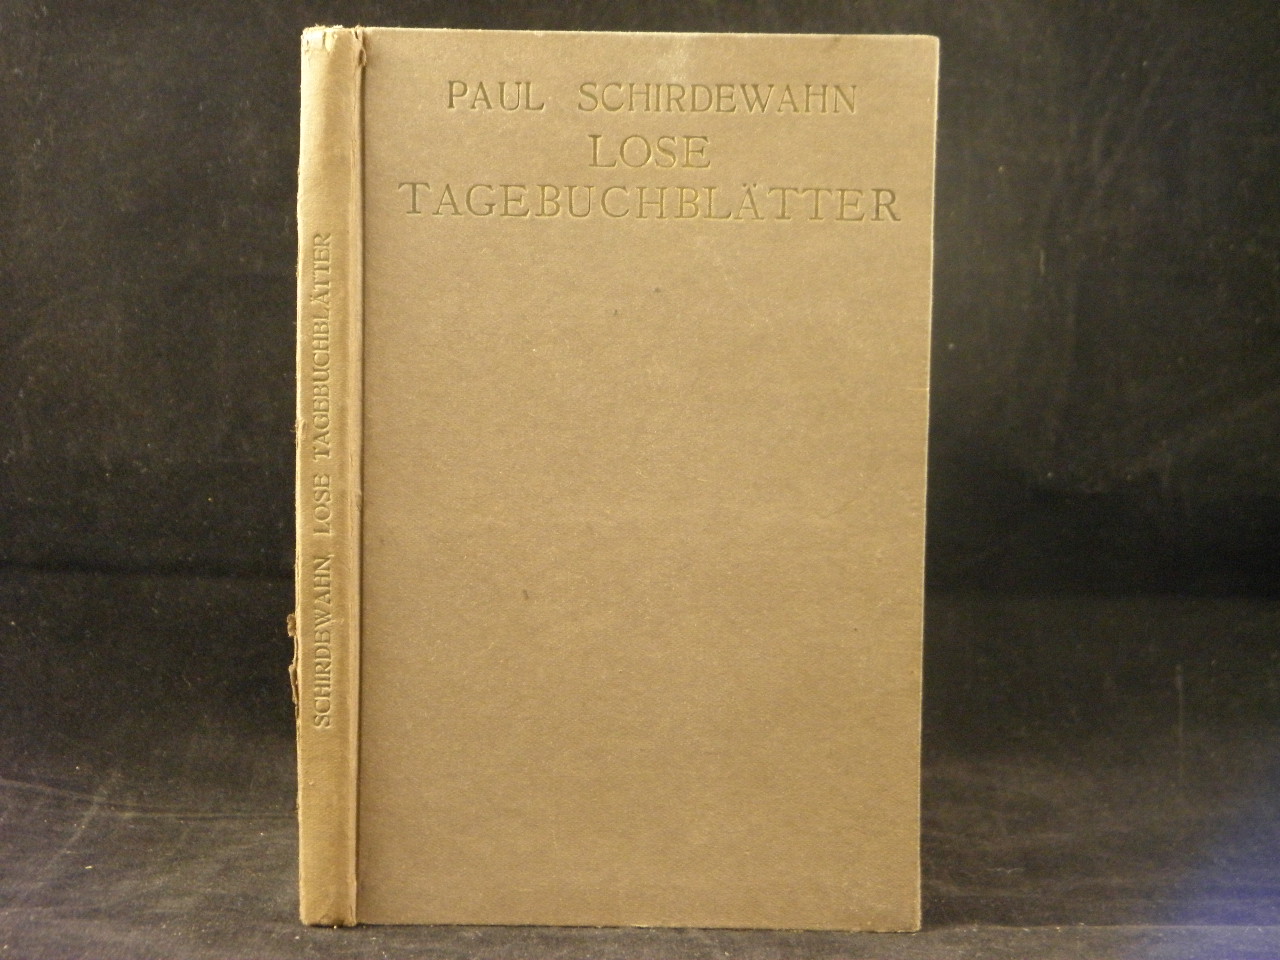 PAUL SCHIRDEWAHN
LOSE
TAGEBUCHBLÄTTER
SCHIRDEWAHN, LOSE TAGEBUCHBLÄTTER